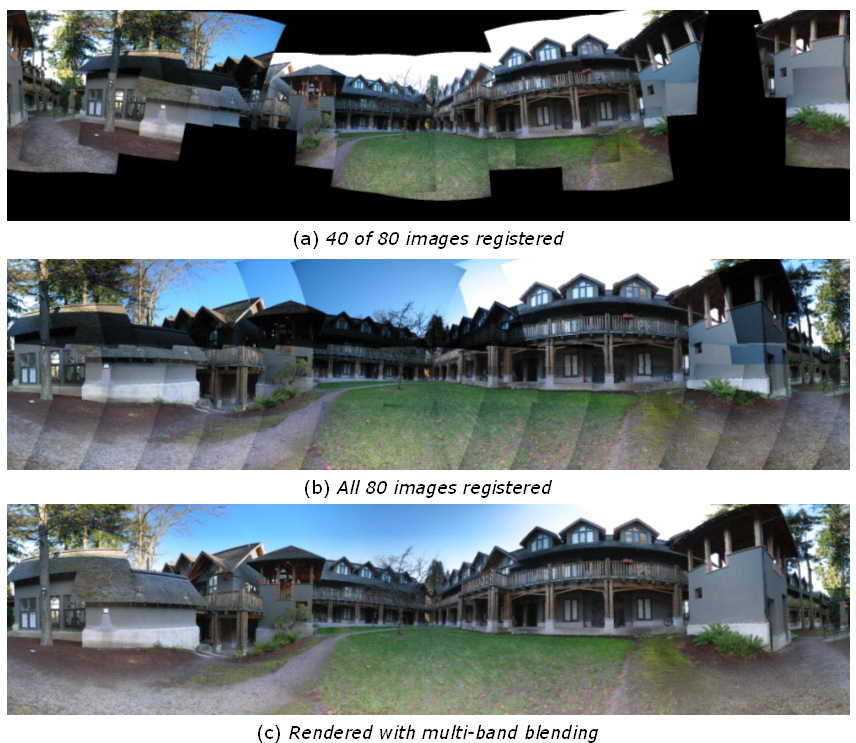 (a) 40 of 80 images registered
(b) All 80 images registered
(c) Rendered with multi-band blending